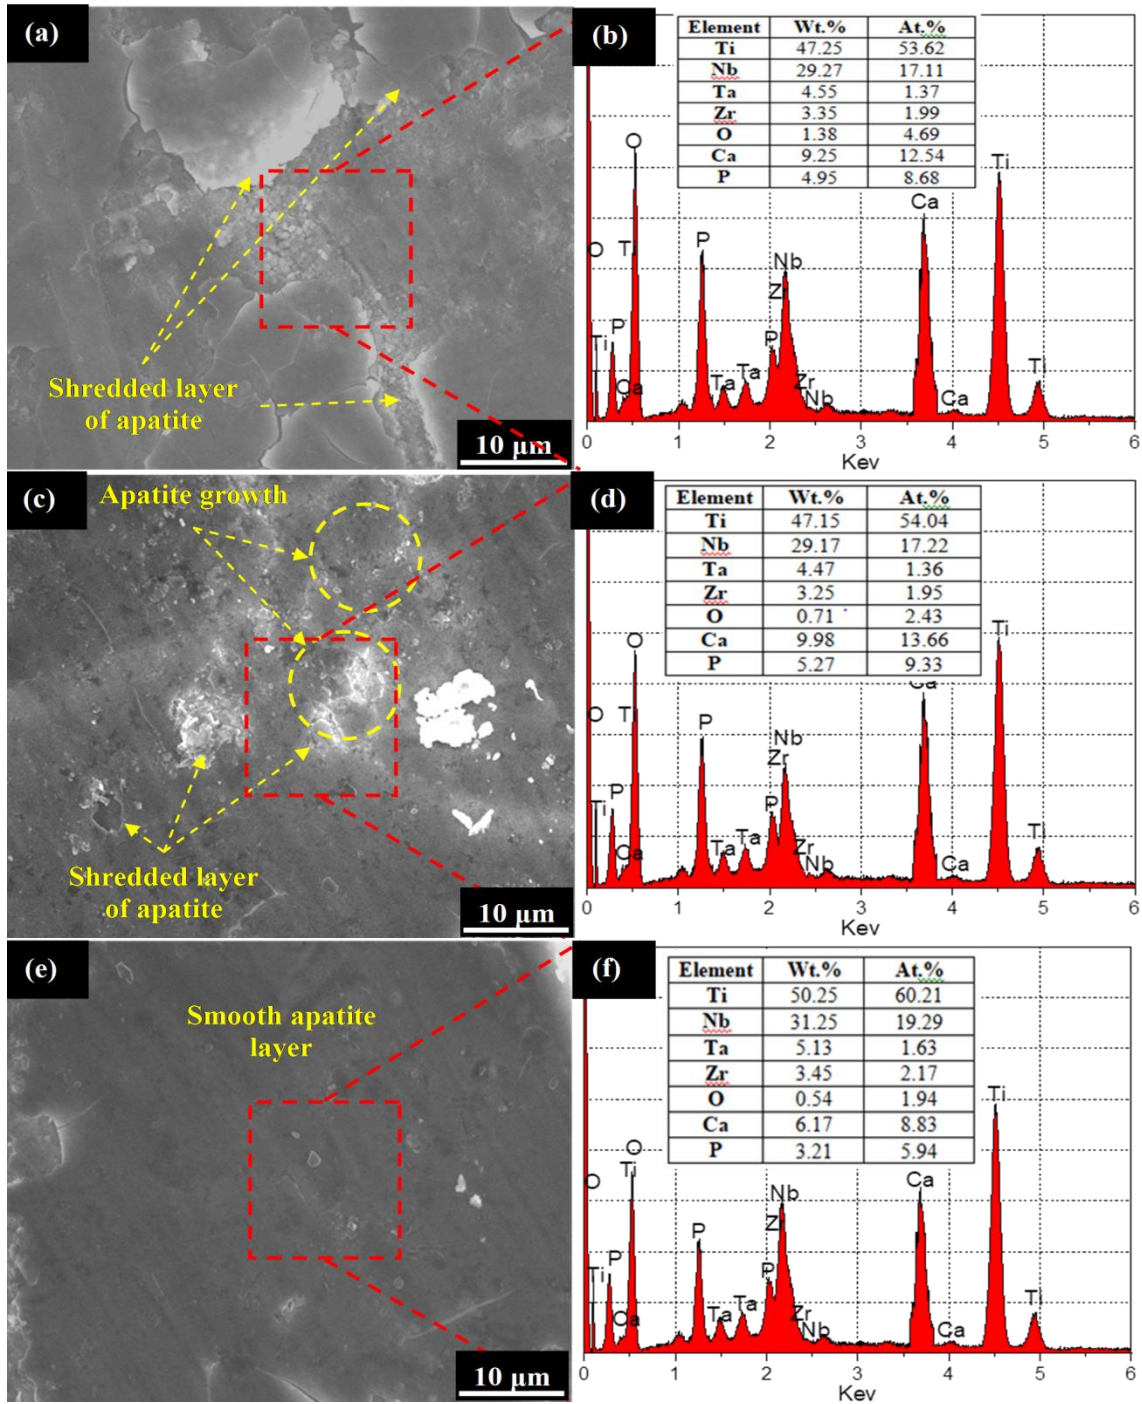 (a)
Shredded layer
of apatite
10 μm
(b)
Element Wt.% At.%
Ti 47.25 53.62
Nb 29.27 17.11
Ta 4.55 1.37
Zr 3.35 1.99
O 1.38 4.69
Ca 9.25 12.54
P 4.95 8.68
O
Ti
Ca
P
Nb
O
Ti
Z
Ti
P
P
Ca
Ta
Ta
Zr
Nb
Ca
Ti
0 1 2 3 4 5 6
Kev
(c)
Apatite growth
Shredded layer
of apatite
10 μm
(d)
Element Wt.% At.%
Ti 47.15 54.04
Nb 29.17 17.22
Ta 4.47 1.36
Zr 3.25 1.95
O 0.71 2.43
Ca 9.98 13.66
P 5.27 9.33
O
Ti
Ca
O
T
P
Nb
Zr
Ti
P
P
Ca
Ta
Ta
Zr
Nb
Ca
Ti
0 1 2 3 4 5 6
Kev
(e)
Smooth apatite
layer
10 μm
(f)
Element Wt.% At.%
Ti 50.25 60.21
Nb 31.25 19.29
Ta 5.13 1.63
Zr 3.45 2.17
O 0.54 1.94
Ca 6.17 8.83
P 3.21 5.94
Ti
O
Ti
O
Nb
Ca
P
Z
P
Ti
P
Ca
Ta
Ta
Zr
Nb
Ca
Ti
0 1 2 3 4 5 6
Kev